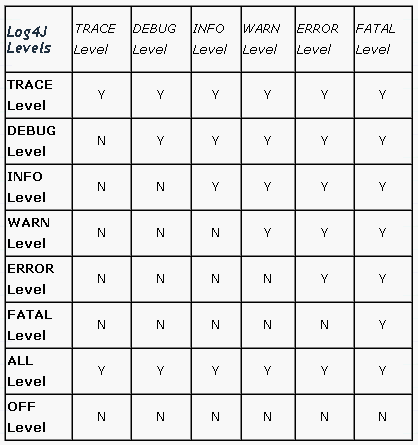 Log4J Levels TRACE Level DEBUG Level INFO Level WARN Level ERROR Level FATAL Level
TRACE Level Y Y Y Y Y Y
DEBUG Level N Y Y Y Y Y
INFO Level N N Y Y Y Y
WARN Level N N N Y Y Y
ERROR Level N N N N Y Y
FATAL Level N N N N N Y
ALL Level Y Y Y Y Y Y
OFF Level N N N N N N